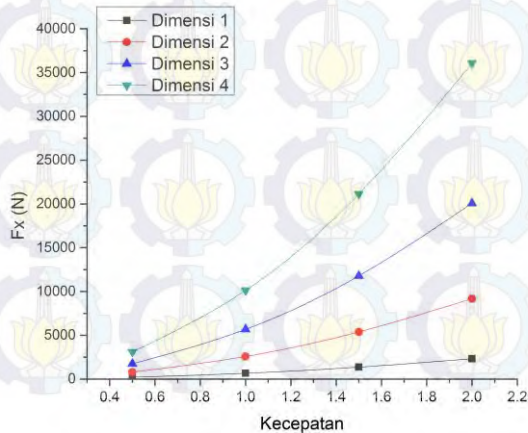 Dimensi 1
Dimensi 2
Dimensi 3
Dimensi 4
40000
35000
30000
25000
20000
15000
10000
5000
0
Fx (N)
0.4 0.6 0.8 1.0 1.2 1.4 1.6 1.8 2.0 2.2
Kecepatan